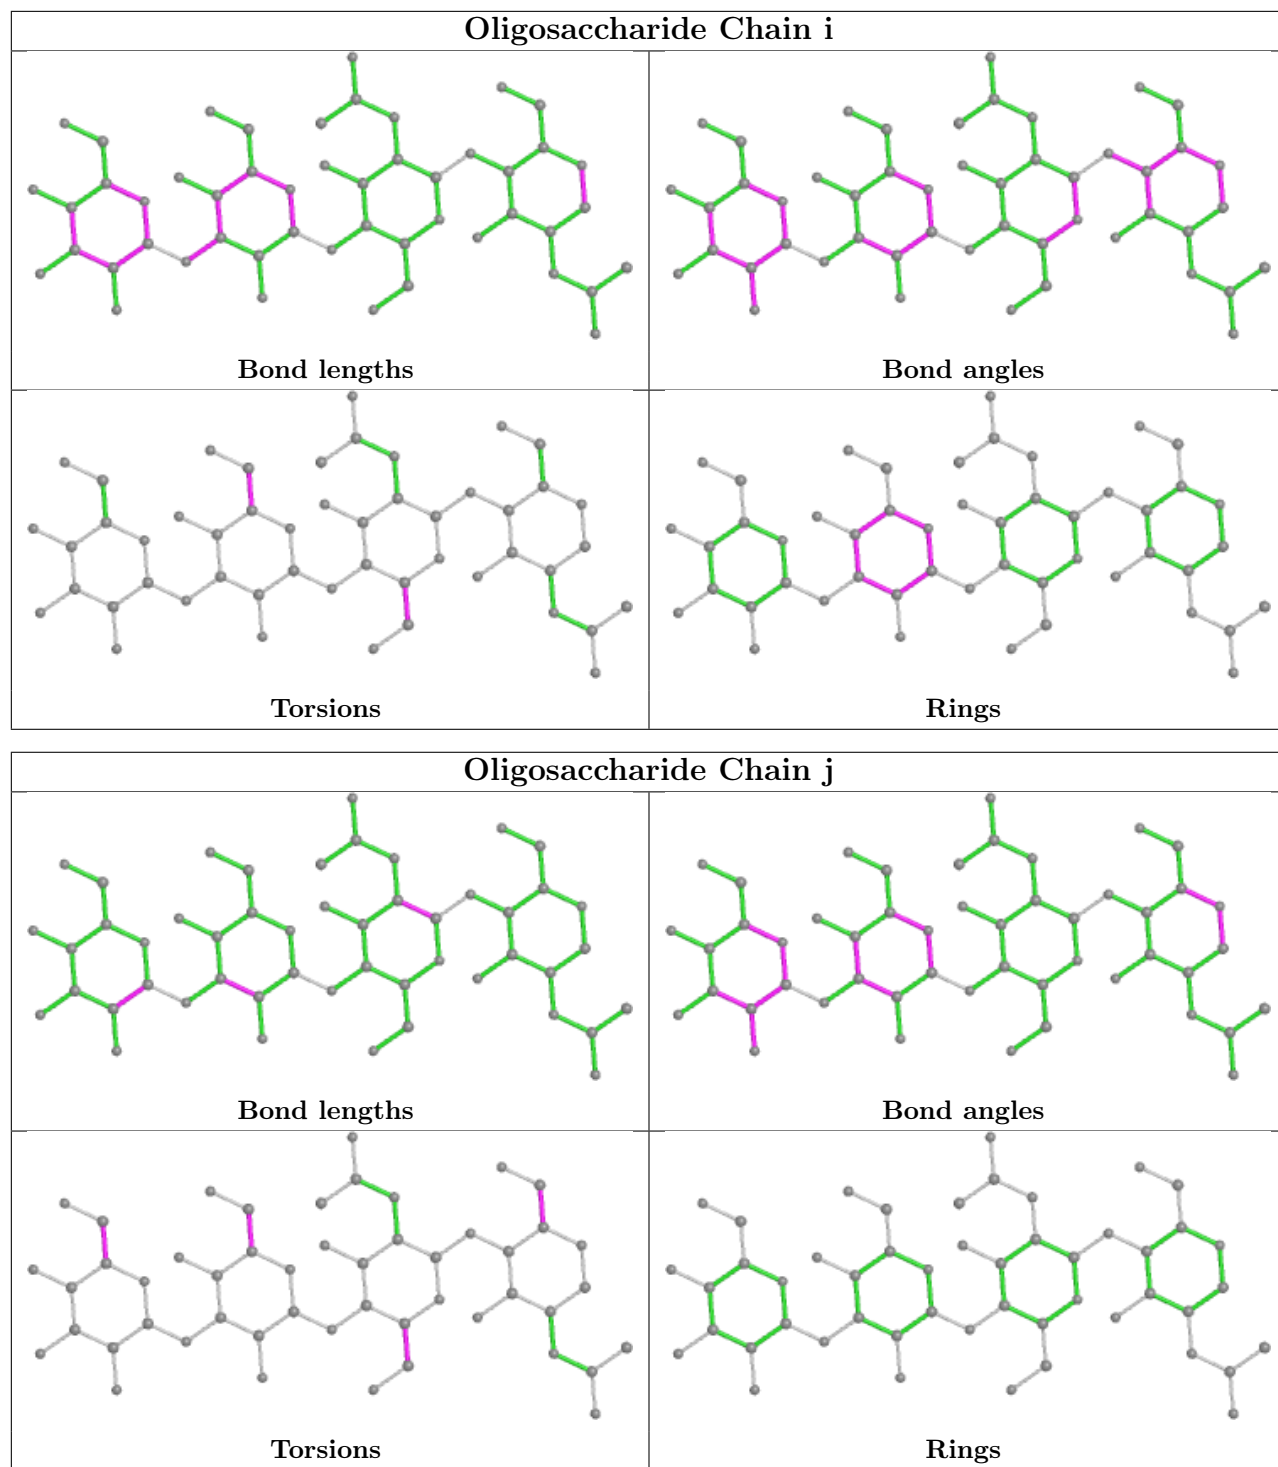 Oligosaccharide Chain i
Bond lengths
Bond angles
Torsions
Rings
Oligosaccharide Chain j
Bond lengths
Bond angles
Torsions
Rings